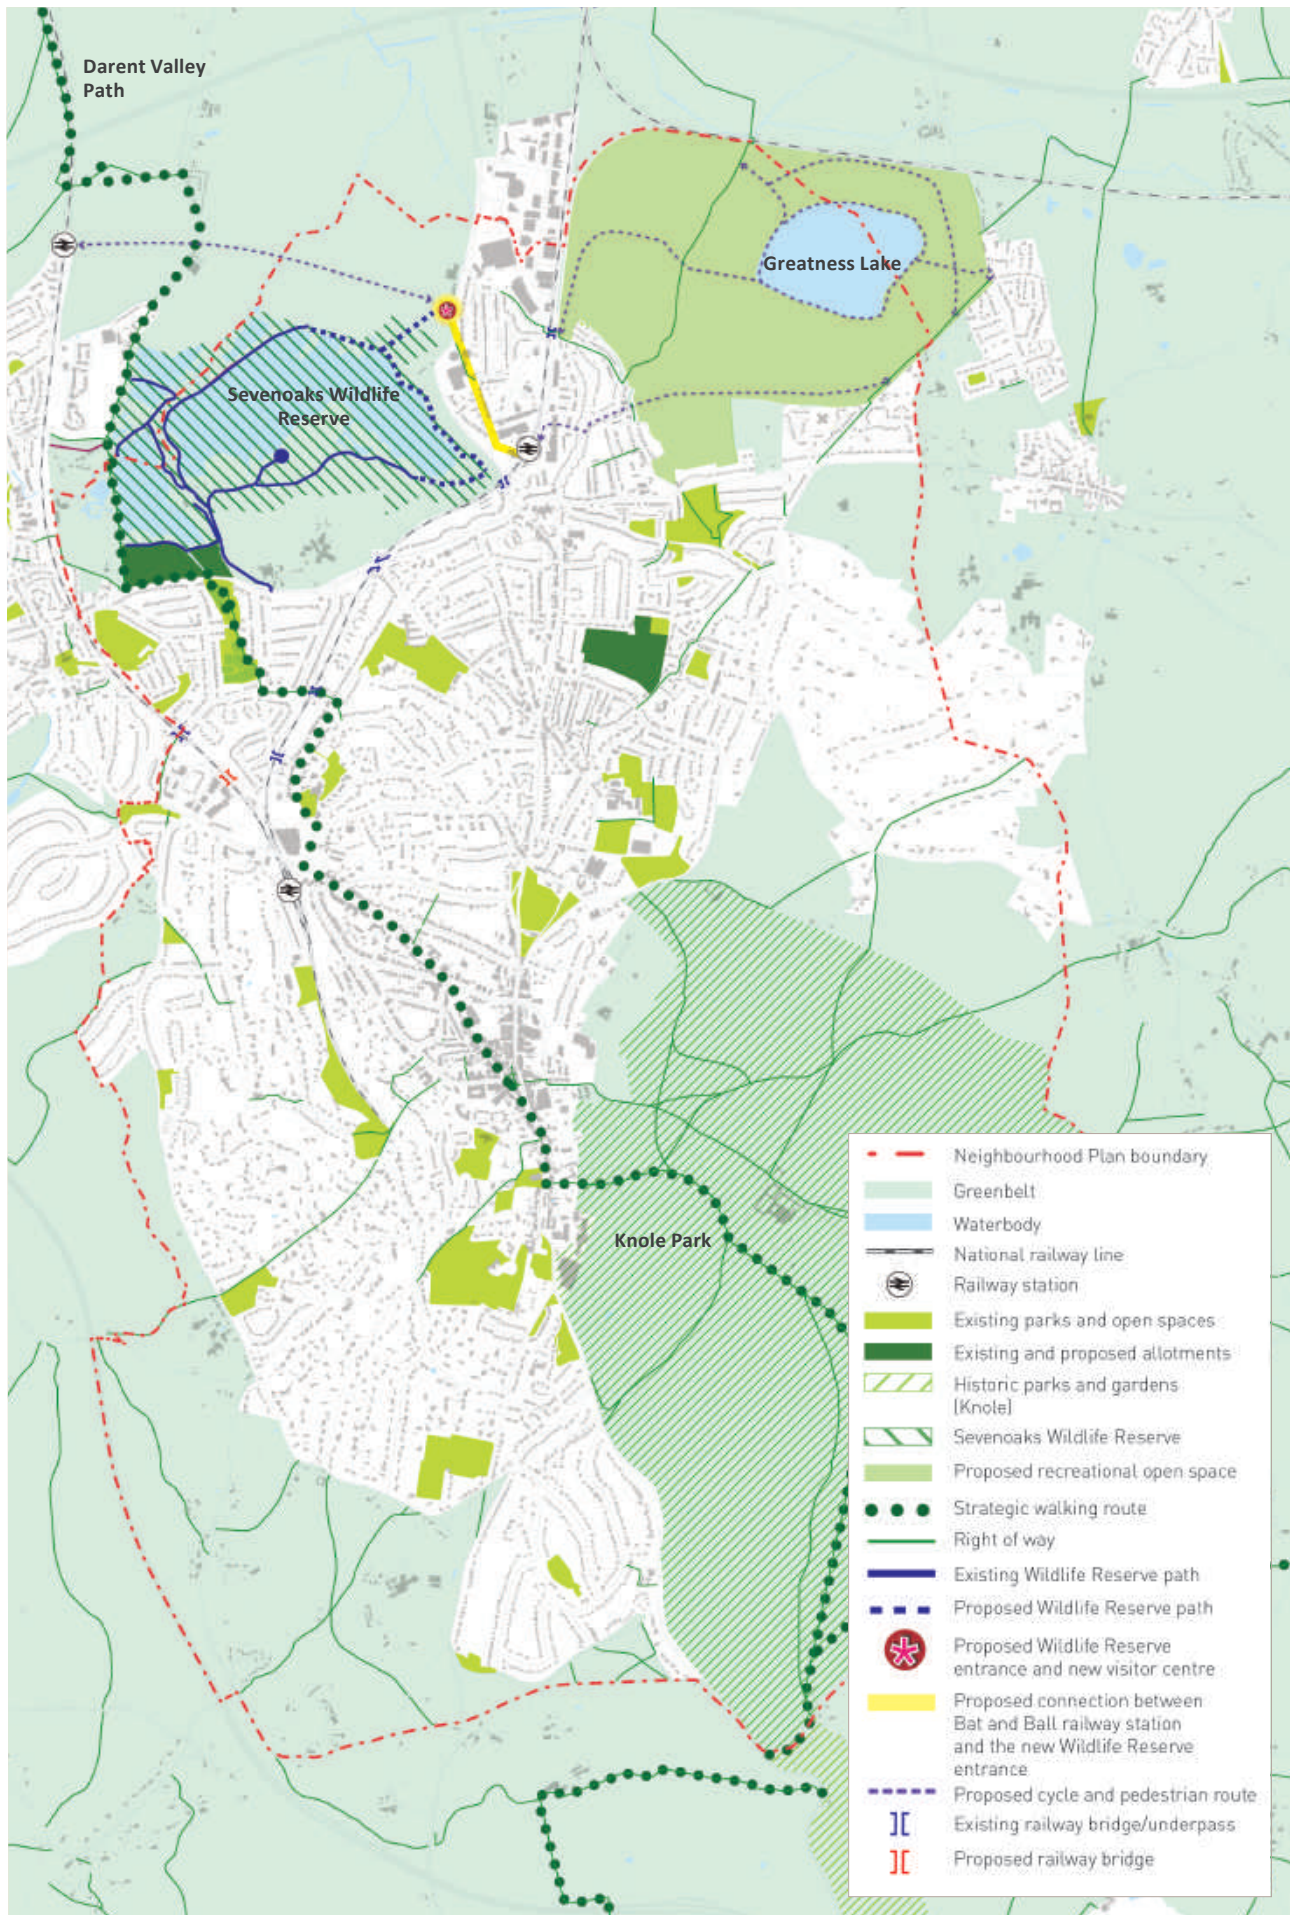 Darent Valley
Path
Greatness Lake
Sevenoaks Wildlife
Reserve
Knole Park
Neighbourhood Plan boundary
Greenbelt
Waterbody
National railway line
Railway station
Existing parks and open spaces
Existing and proposed allotments
Historic parks and gardens
(Knole)
Sevenoaks Wildlife Reserve
Proposed recreational open space
Strategic walking route
Right of way
Existing Wildlife Reserve path
Proposed Wildlife Reserve path
Proposed Wildlife Reserve
entrance and new visitor centre
Proposed connection between
Bat and Ball railway station
and the new Wildlife Reserve
entrance
Proposed cycle and pedestrian route
Existing railway bridge/underpass
Proposed railway bridge